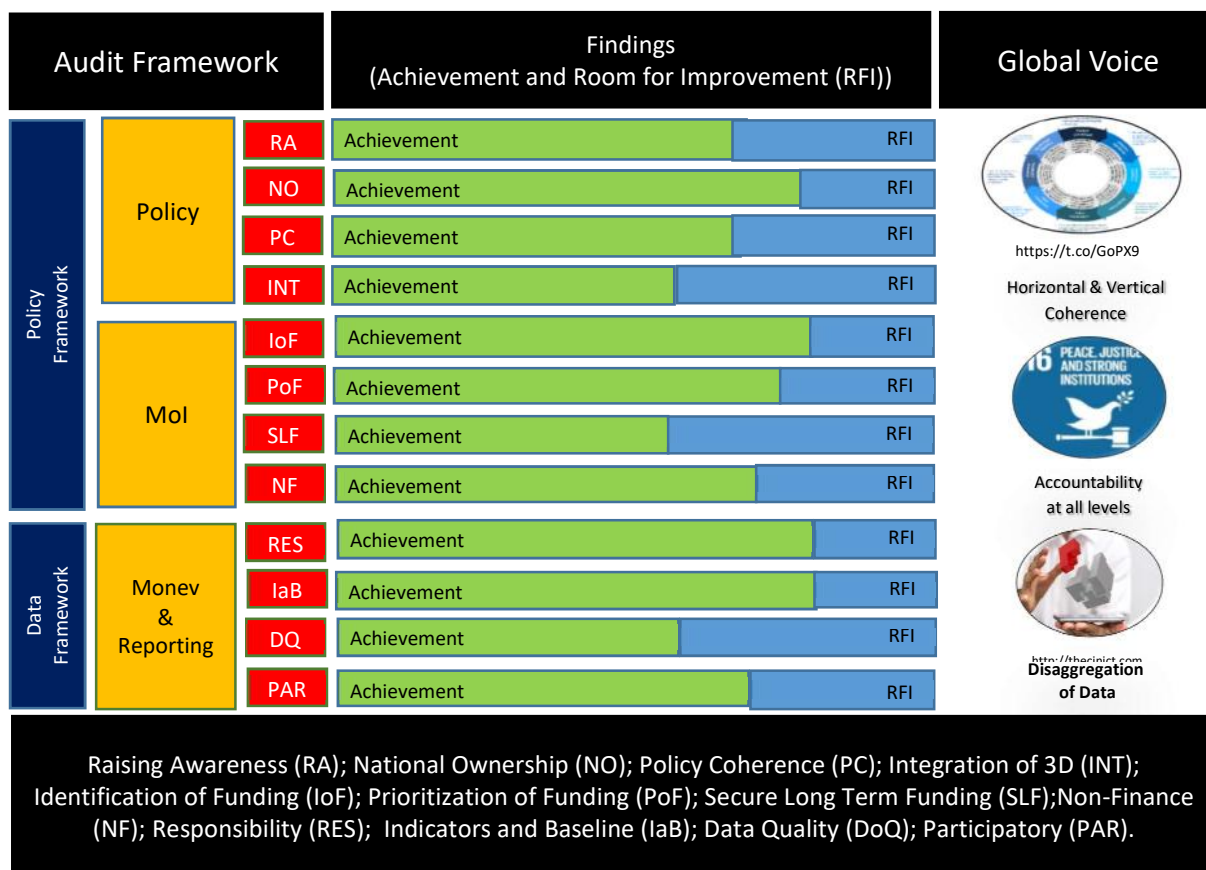 Audit Framework
Findings
(Achievement and Room for Improvement (RFI))
Global Voice
Policy
Framework
Policy
RA
Achievement
RFI
NO
Achievement
RFI
PC
Achievement
RFI
INT
Achievement
RFI
MoI
IoF
Achievement
RFI
PoF
Achievement
RFI
SLF
Achievement
RFI
NF
Achievement
RFI
Data
Framework
Monev
&
Reporting
RES
Achievement
RFI
IaB
Achievement
RFI
DQ
Achievement
RFI
PAR
Achievement
RFI
https://t.co/GoPX9
Horizontal & Vertical
Coherence
16 PEACE, JUSTICE
AND STRONG
INSTITUTIONS
Accountability
at all levels
http://thecinict.com
Disaggregation
of Data
Raising Awareness (RA); National Ownership (NO); Policy Coherence (PC); Integration of 3D (INT);
Identification of Funding (IoF); Prioritization of Funding (PoF); Secure Long Term Funding (SLF);Non-Finance
(NF); Responsibility (RES); Indicators and Baseline (IaB); Data Quality (DoQ); Participatory (PAR).